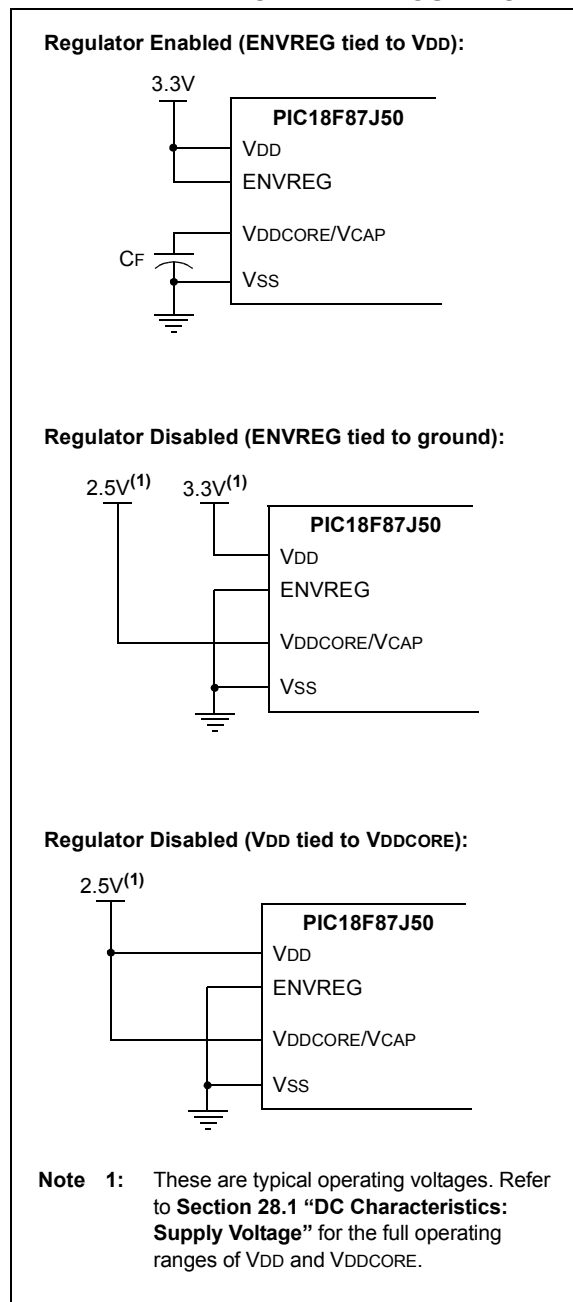 Regulator Enabled (ENVREG tied to VDD):
3.3V
PIC18F87J50
VDD
ENVREG
VDDCORE/VCAP
CF
VSS
Regulator Disabled (ENVREG tied to ground):
2.5V(1) 3.3V(1)
PIC18F87J50
VDD
ENVREG
VDDCORE/VCAP
VSS
Regulator Disabled (VDD tied to VDDCORE):
2.5V(1)
PIC18F87J50
VDD
ENVREG
VDDCORE/VCAP
VSS
Note 1: These are typical operating voltages. Refer
to Section 28.1 “DC Characteristics:
Supply Voltage” for the full operating
ranges of VDD and VDDCORE.